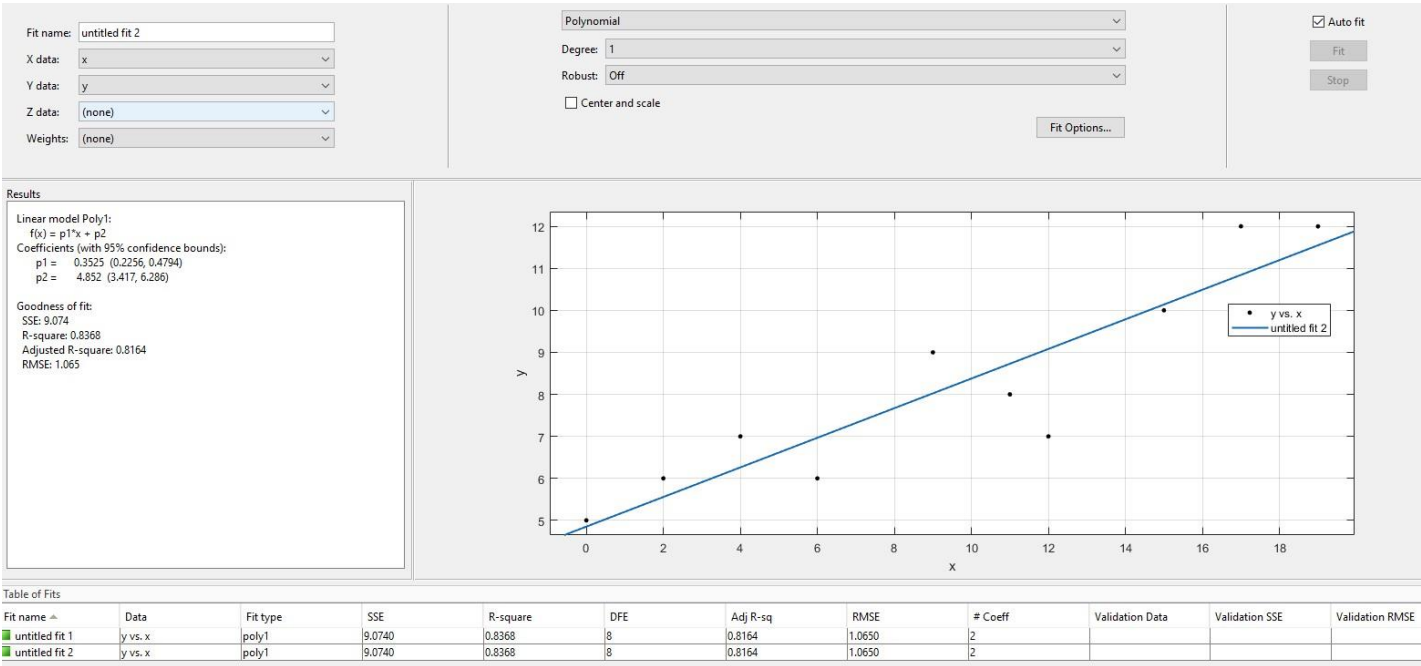 Fit name: untitled fit 2
X data: x
Y data: y
Z data: (none)
Weights: (none)
Polynomial
Degree: 1
Robust: Off
Center and scale
Fit Options...
Auto fit
Fit
Stop
Results
Linear model Poly1:
f(x) = p1*x + p2
Coefficients (with 95% confidence bounds):
p1 = 0.3525 (0.2256, 0.4794)
p2 = 4.852 (3.417, 6.286)
Goodness of fit:
SSE: 9.074
R-square: 0.8368
Adjusted R-square: 0.8164
RMSE: 1.065
12
11
10
9
8
7
6
5
y
0 2 4 6 8 10 12 14 16 18
x
y vs. x
untitled fit 2
Table of Fits
Fit name Data Fit type SSE R-square DFE Adj R-sq RMSE # Coeff Validation Data Validation SSE Validation RMSE
untitled fit 1 y vs. x poly1 9.0740 0.8368 8 0.8164 1.0650 2
untitled fit 2 y vs. x poly1 9.0740 0.8368 8 0.8164 1.0650 2